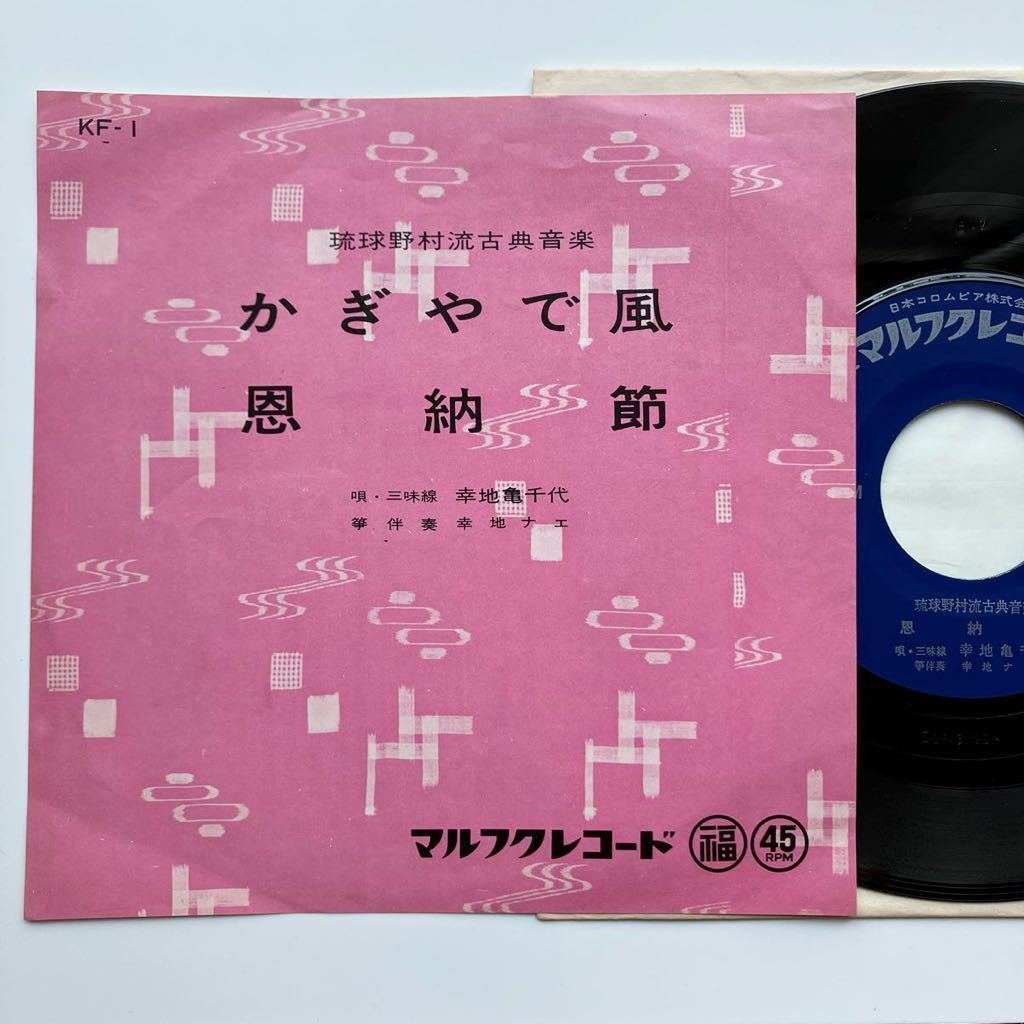 KF-1
琉球野村流古典音楽
かぎやで風
恩納節
唄・三味線 幸地亀千代
箏伴奏 幸地ナエ
マルフクレコード 福 45 RPM
日本コロムビア株式会
マルフクレコ
琉球野村流古典音
恩納
唄・三味線 幸地亀千
箏伴奏 幸地ナ